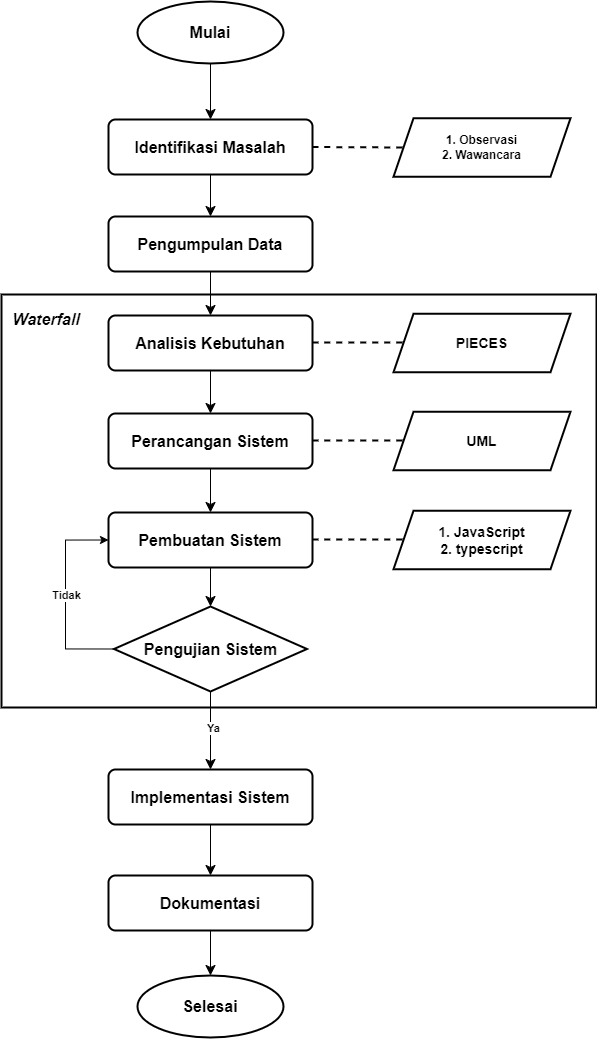 Mulai
Identifikasi Masalah
1. Observasi
2. Wawancara
Pengumpulan Data
Waterfall
Analisis Kebutuhan
PIECES
Perancangan Sistem
UML
Pembuatan Sistem
1. JavaScript
2. typescript
Tidak
Pengujian Sistem
Ya
Implementasi Sistem
Dokumentasi
Selesai